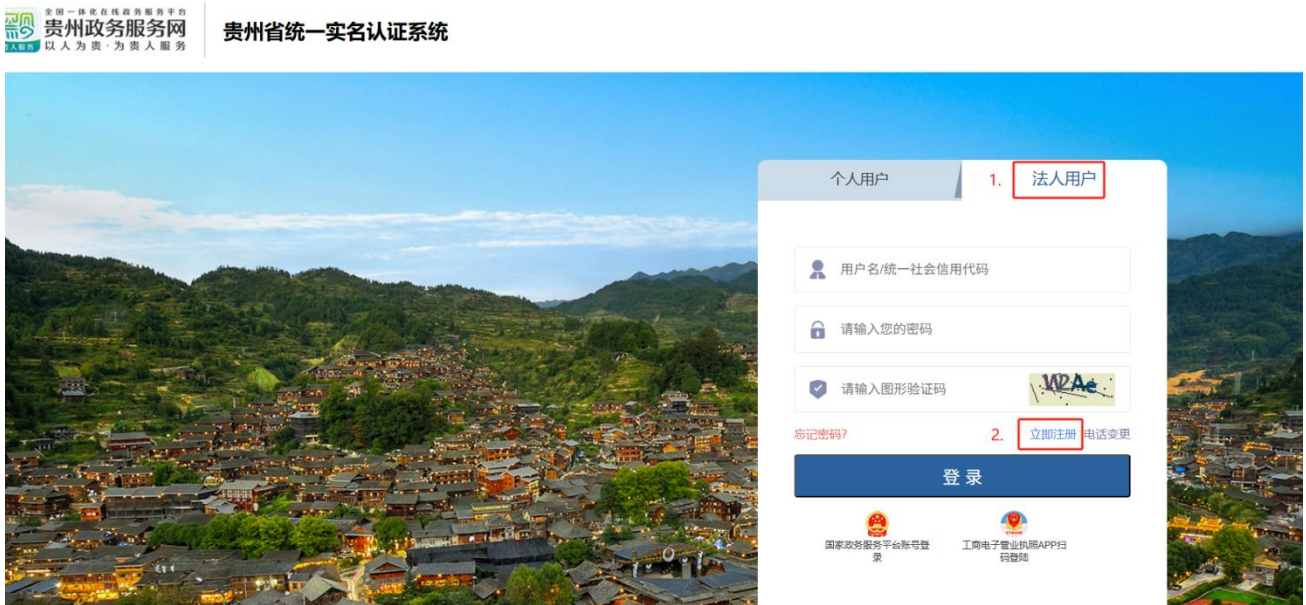 全国一体化在线政务服务平台
贵州政务服务网
以人为贵·为贵人服务
贵州省统一实名认证系统
个人用户
1. 法人用户
用户名/统一社会信用代码
请输入您的密码
请输入图形验证码
忘记密码?
2. 立即注册 电话变更
登 录
国家政务服务平台账号登
录
工商电子营业执照APP扫
码登陆